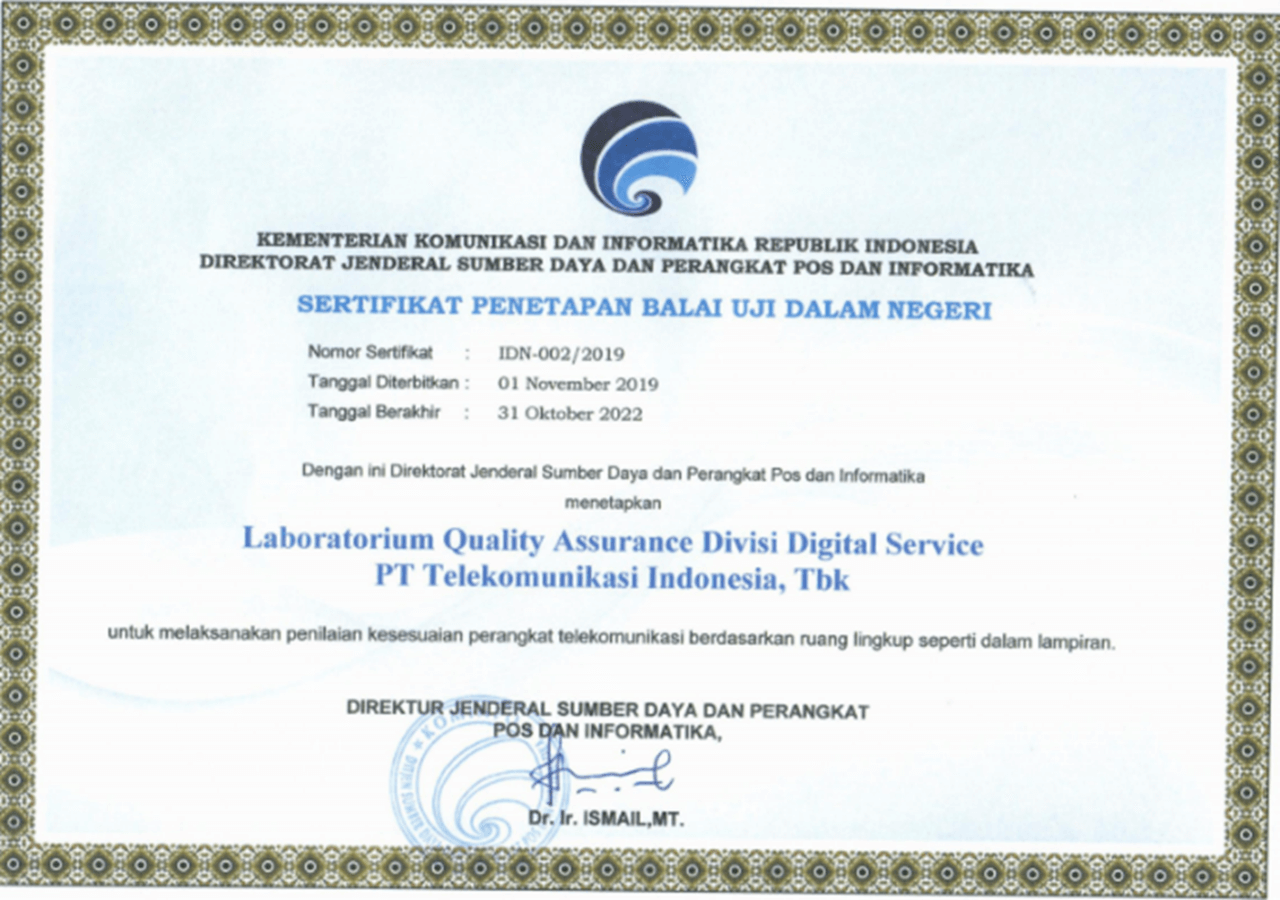 KEMENTERIAN KOMUNIKASI DAN INFORMATIKA REPUBLIK INDONESIA
DIREKTORAT JENDERAL SUMBER DAYA DAN PERANGKAT POS DAN INFORMATIKA
SERTIFIKAT PENETAPAN BALAI UJI DALAM NEGERI
Nomor Sertifikat : IDN-002/2019
Tanggal Diterbitkan : 01 November 2019
Tanggal Berakhir : 31 Oktober 2022
Dengan ini Direktorat Jenderal Sumber Daya dan Perangkat Pos dan Informatika
menetapkan
Laboratorium Quality Assurance Divisi Digital Service
PT Telekomunikasi Indonesia, Tbk
untuk melaksanakan penilaian kesesuaian perangkat telekomunikasi berdasarkan ruang lingkup seperti dalam lampiran.
DIREKTUR JENDERAL SUMBER DAYA DAN PERANGKAT
POS DAN INFORMATIKA,
Dr. Ir. ISMAIL,MT.